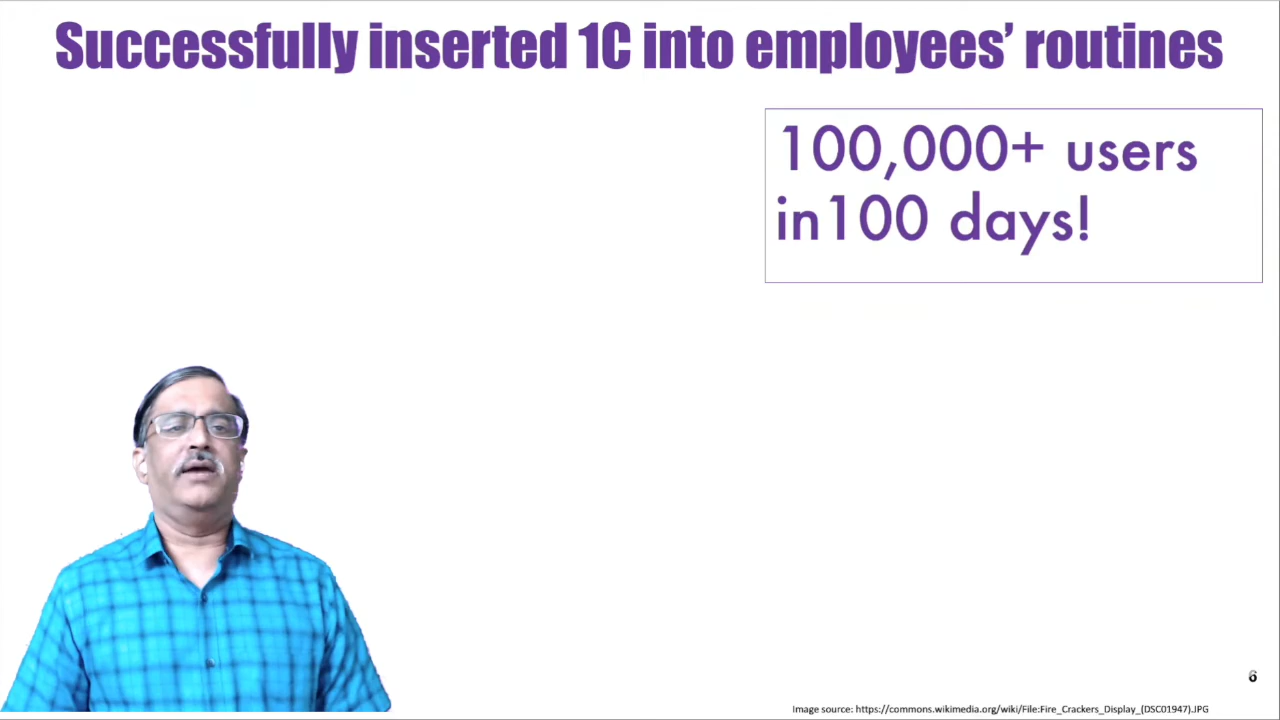 Successfully inserted 1C into employees’ routines
100,000+ users
in100 days!
6
Image source: https://commons.wikimedia.org/wiki/File:Fire_Crackers_Display_(DSC01947).JPG